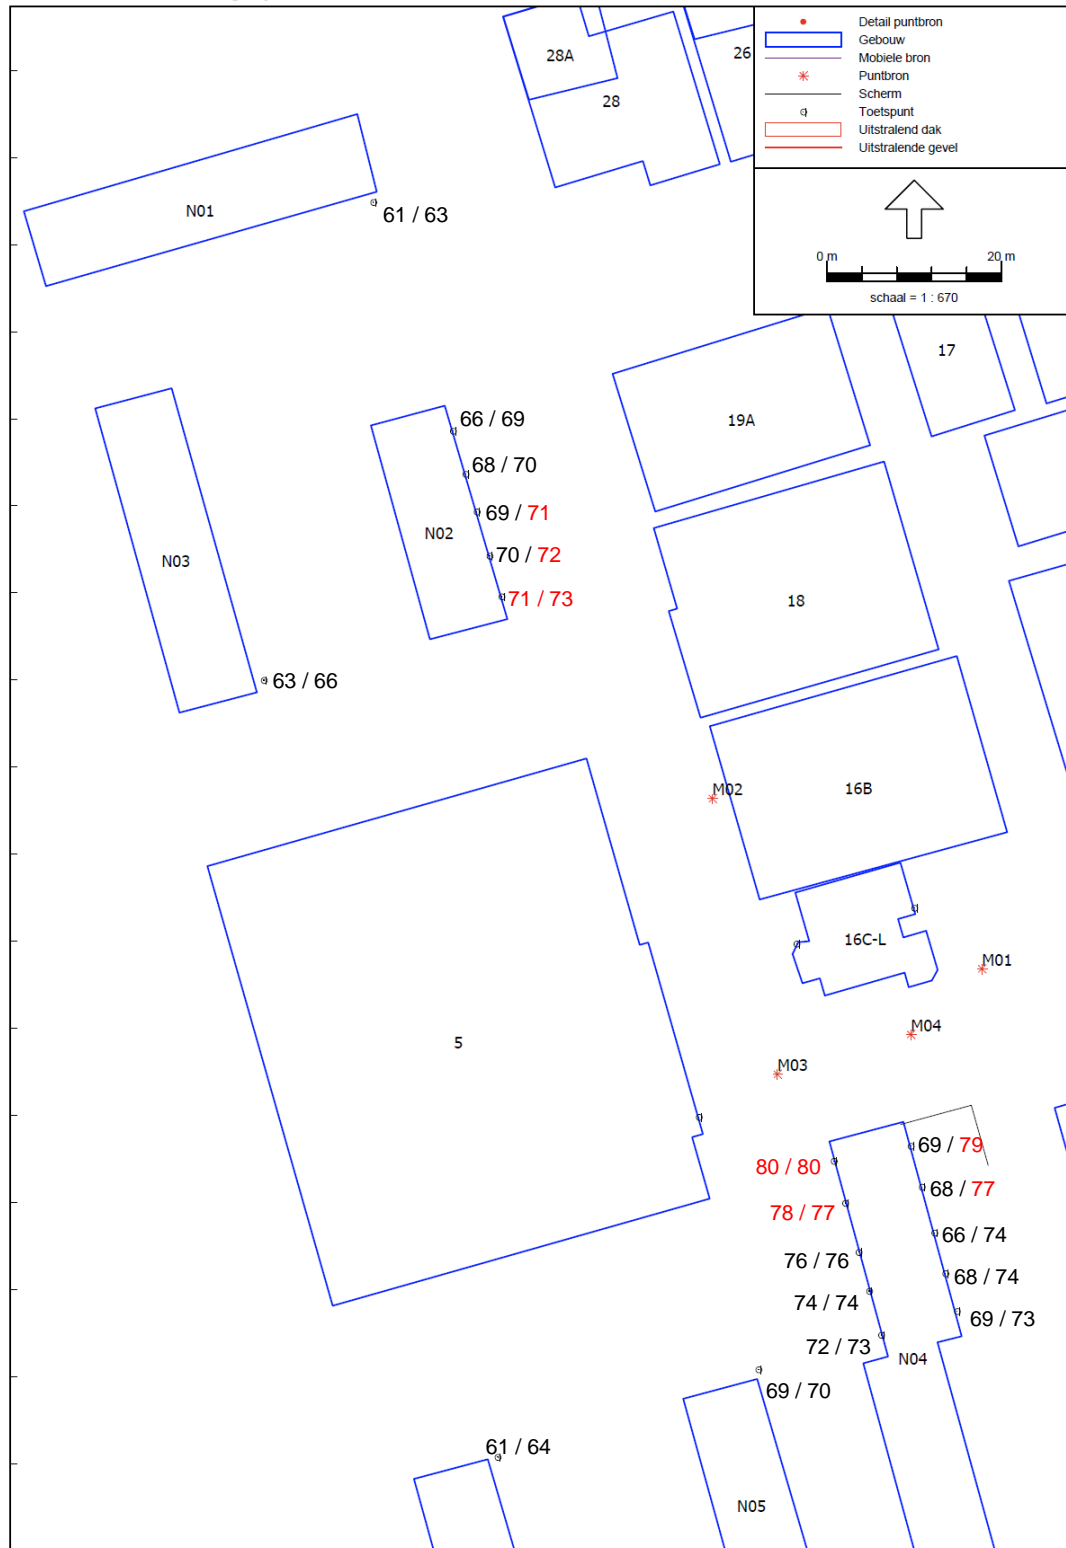 28A
28
26
Detail puntbron
Gebouw
Mobiele bron
Puntbron
Scherm
Toetspunt
Uitstralend dak
Uitstralende gevel
0 m 20 m
schaal = 1 : 670
N01
61 / 63
17
19A
66 / 69
68 / 70
69 / 71
N02
70 / 72
N03
71 / 73
18
63 / 66
M02
16B
16C-L
M01
M04
5
M03
69 / 79
80 / 80
68 / 77
78 / 77
66 / 74
76 / 76
68 / 74
74 / 74
69 / 73
72 / 73
N04
69 / 70
61 / 64
N05